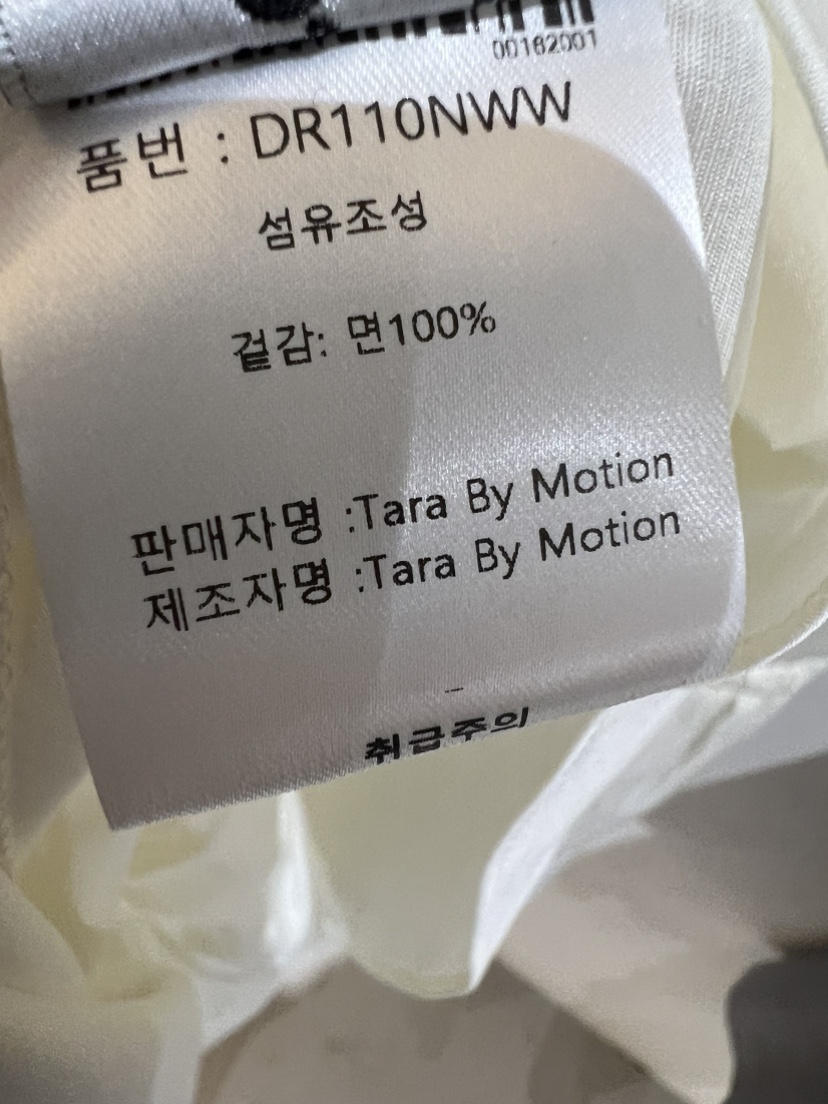 00182001
품번 : DR110NWW
섬유조성
겉감: 면100%
판매자명 :Tara By Motion
제조자명 :Tara By Motion
취급주의